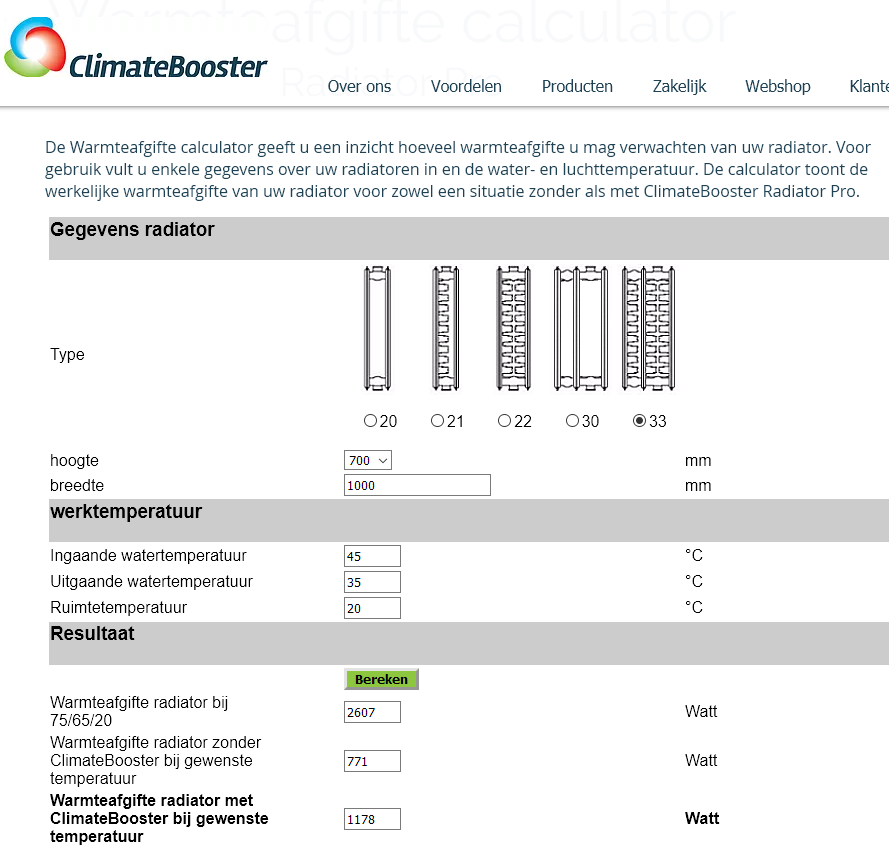 Warmteafgifte calculator
Radiator Pro
ClimateBooster
Over ons Voordelen Producten Zakelijk Webshop Klante
De Warmteafgifte calculator geeft u een inzicht hoeveel warmteafgifte u mag verwachten van uw radiator. Voor
gebruik vult u enkele gegevens over uw radiatoren in en de water- en luchttemperatuur. De calculator toont de
werkelijke warmteafgifte van uw radiator voor zowel een situatie zonder als met ClimateBooster Radiator Pro.
Gegevens radiator
Type
20 21 22 30 33
hoogte 700 mm
breedte 1000 mm
werktemperatuur
Ingaande watertemperatuur 45 °C
Uitgaande watertemperatuur 35 °C
Ruimtetemperatuur 20 °C
Resultaat
Bereken
Warmteafgifte radiator bij
75/65/20 2607 Watt
Warmteafgifte radiator zonder
ClimateBooster bij gewenste 771 Watt
temperatuur
Warmteafgifte radiator met
ClimateBooster bij gewenste 1178 Watt
temperatuur